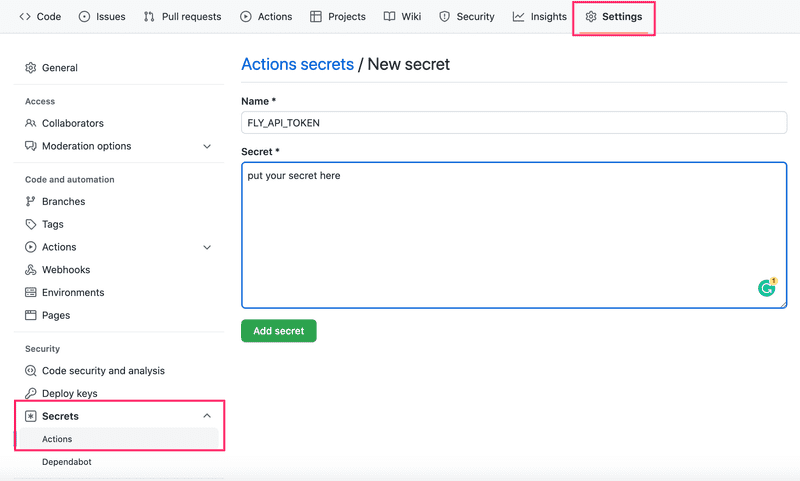 Code Issues Pull requests Actions Projects Wiki Security Insights Settings
General
Access
Collaborators
Moderation options
Code and automation
Branches
Tags
Actions
Webhooks
Environments
Pages
Security
Code security and analysis
Deploy keys
Secrets
Actions
Dependabot
Actions secrets / New secret
Name *
FLY_API_TOKEN
Secret *
put your secret here
1
Add secret